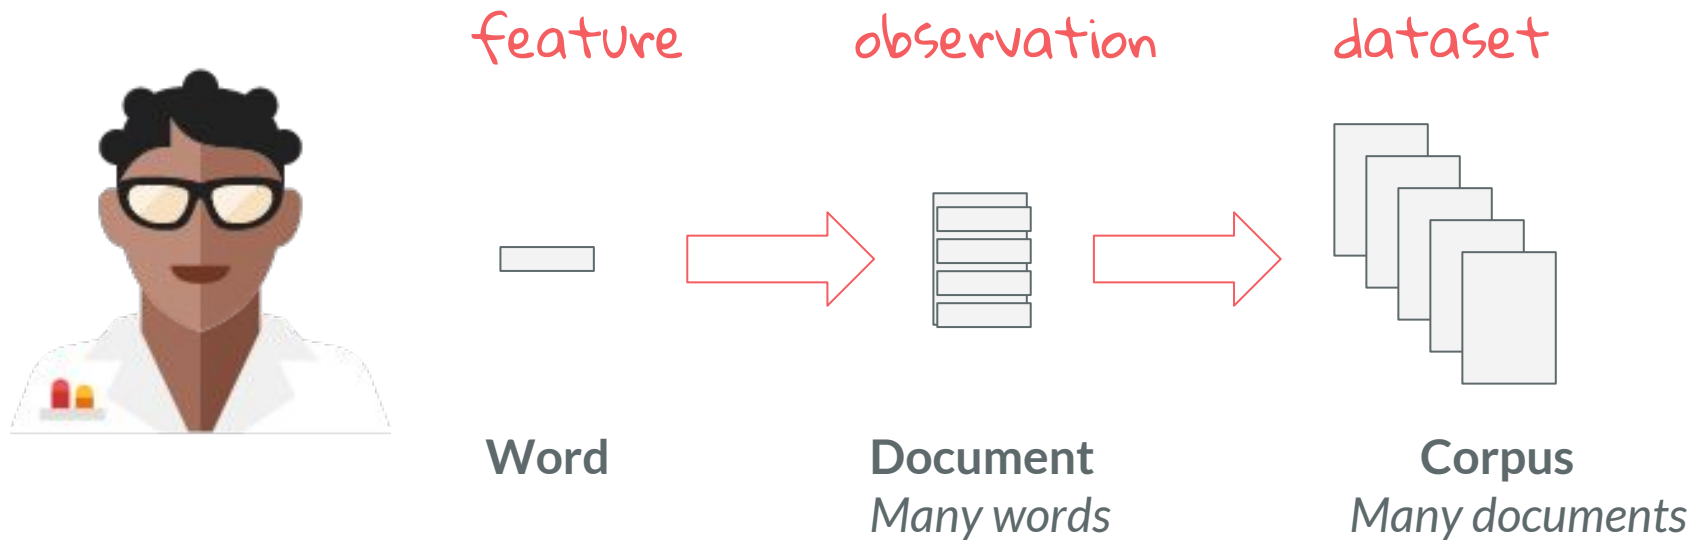 feature observation dataset
Word Document Corpus
Many words Many documents